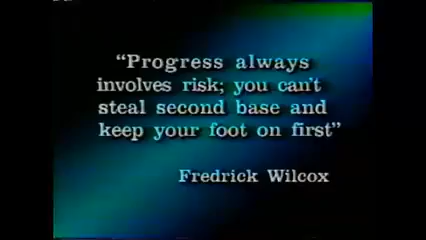 “Progress always
involves risk; you can't
steal second base and
keep your foot on first”
Fredrick Wilcox